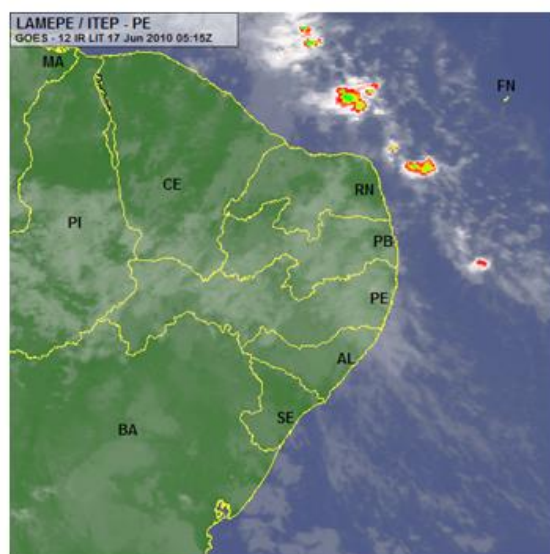 LAMEPE / ITEP - PE
GOES - 12 IR LIT 17 Jun 2010 05:15Z
MA
FN
CE
RN
PI
PB
PE
AL
SE
BA